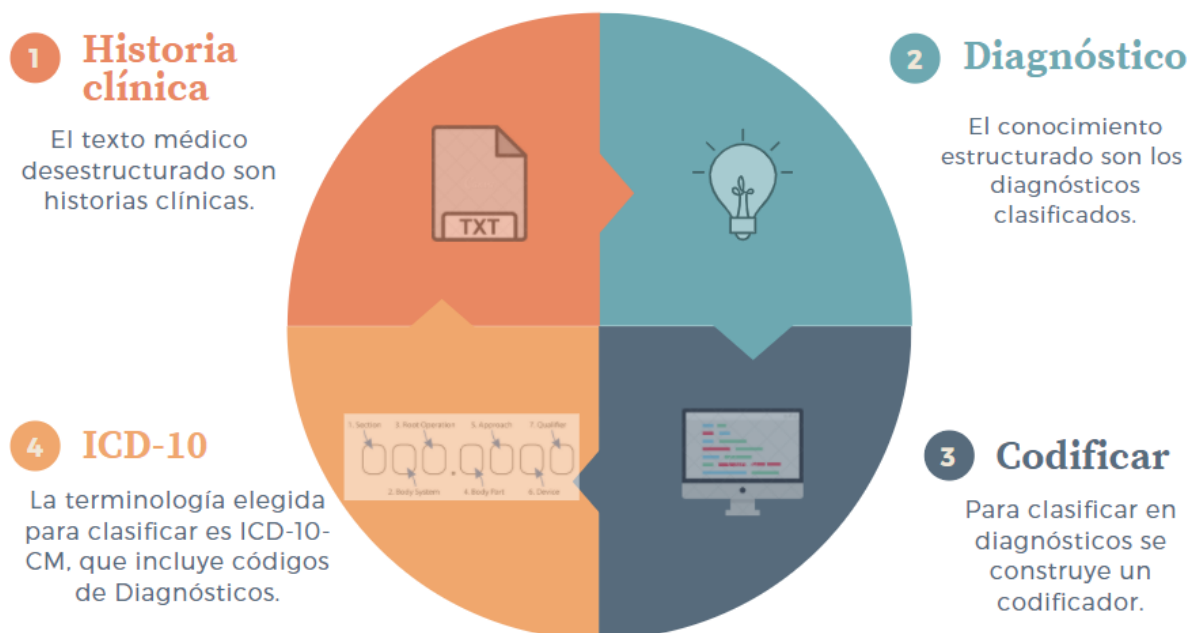 1
Historia
clínica
El texto médico
desestructurado son
historias clínicas.
TXT
2
Diagnóstico
El conocimiento
estructurado son los
diagnósticos
clasificados.
3
Codificar
Para clasificar en
diagnósticos se
construye un
codificador.
4
ICD-10
La terminología elegida
para clasificar es ICD-10-
CM, que incluye códigos
de Diagnósticos.
1. Section 3. Root Operation 5. Approach 7. Qualifier
2. Body System 4. Body Part 6. Device